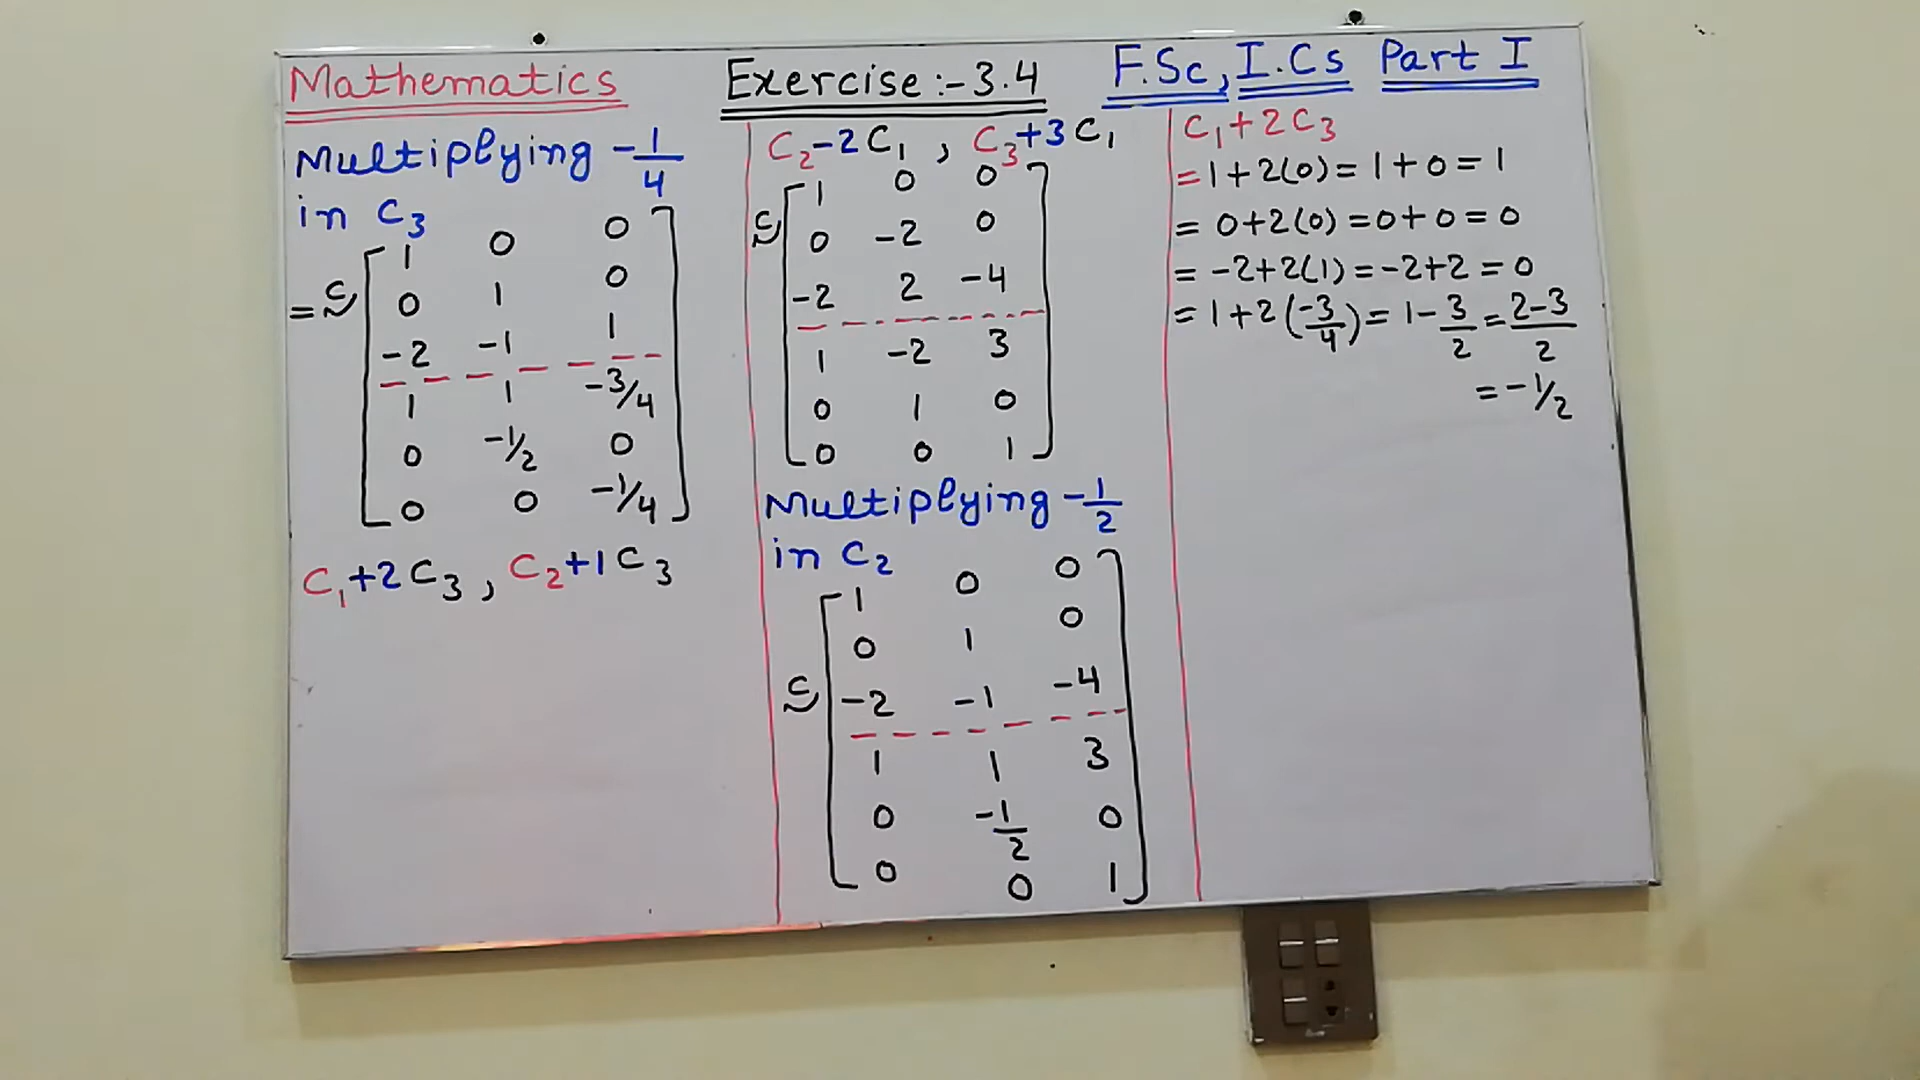 Mathematics Exercise:-3.4 F.Sc, I.Cs Part I
Multiplying -1/4
in C3
=C
1 0 0
0 1 0
-2 -1 1
1 1 -3/4
0 -1/2 0
0 0 -1/4
C1+2C3, C2+1C3
C2-2C1, C3+3C1
C
1 0 0
0 -2 0
-2 2 -4
1 -2 3
0 1 0
0 0 1
Multiplying -1/2
in C2
C
1 0 0
0 1 0
-2 -1 -4
1 1 3
0 -1/2 0
0 0 1
C1+2C3
=1+2(0)=1+0=1
=0+2(0)=0+0=0
=-2+2(1)=-2+2=0
=1+2(-3/4)=1-3/2=2-3/2
=-1/2